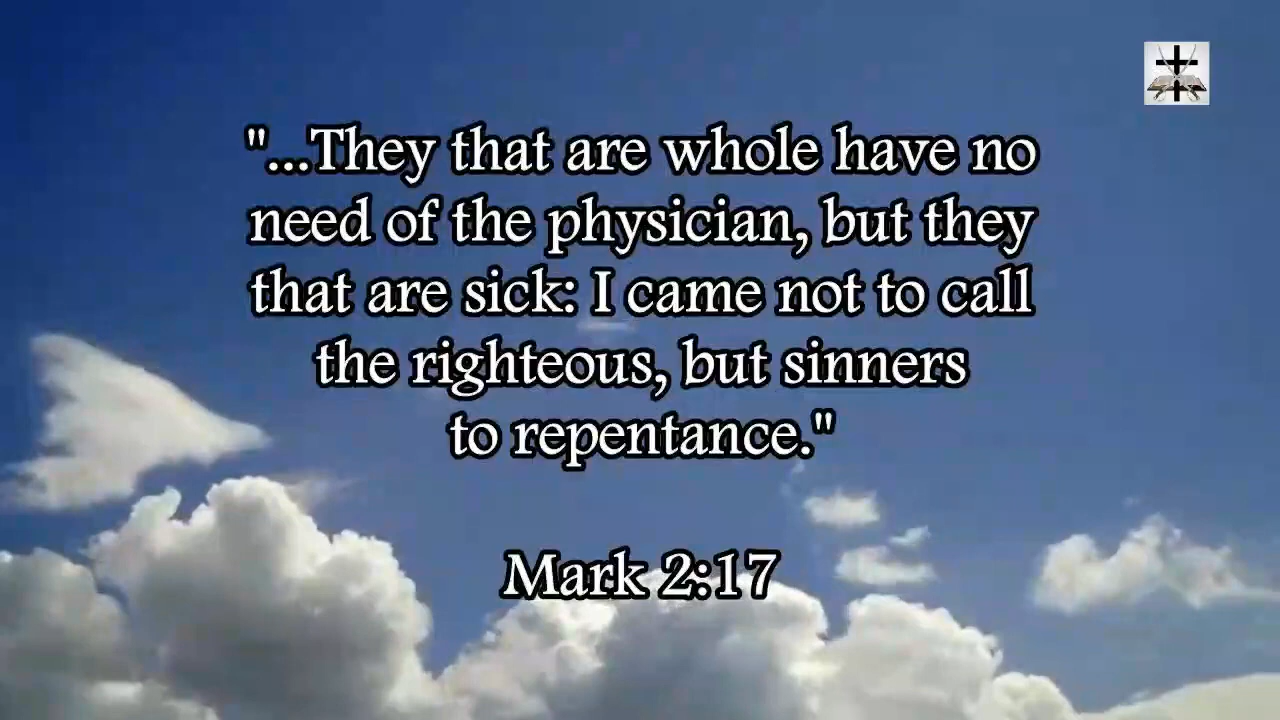 "...They that are whole have no
need of the physician, but they
that are sick: I came not to call
the righteous, but sinners
to repentance."
Mark 2:17